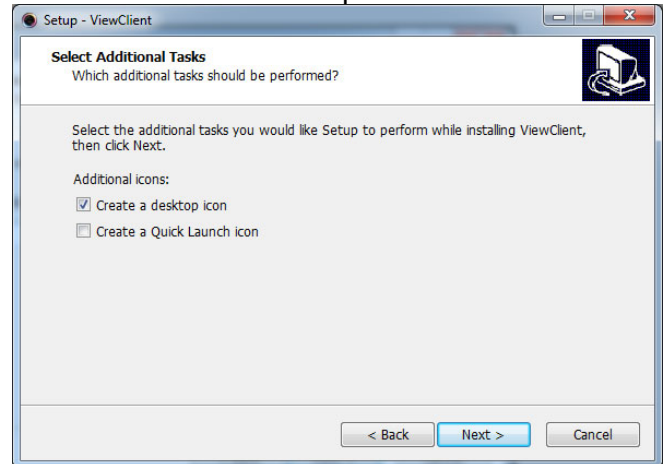 Setup - ViewClient
Select Additional Tasks
Which additional tasks should be performed?
Select the additional tasks you would like Setup to perform while installing ViewClient,
then click Next.
Additional icons:
Create a desktop icon
Create a Quick Launch icon
< Back
Next >
Cancel